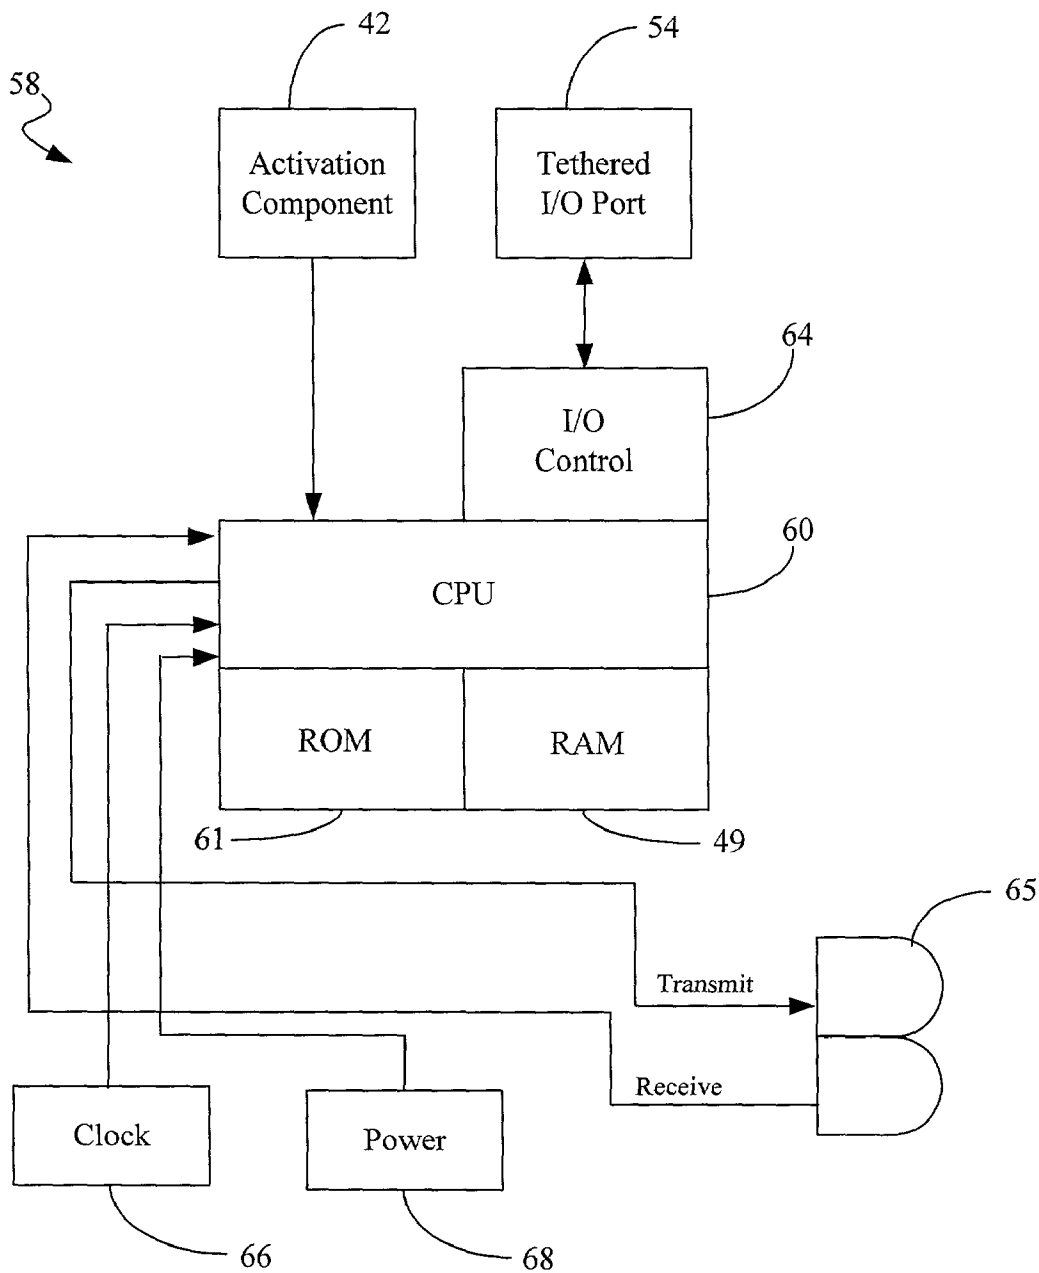 42
54
58
Activation
Component
Tethered
I/O Port
64
I/O
Control
60
CPU
ROM
RAM
61
49
65
Transmit
Receive
Clock
Power
66
68